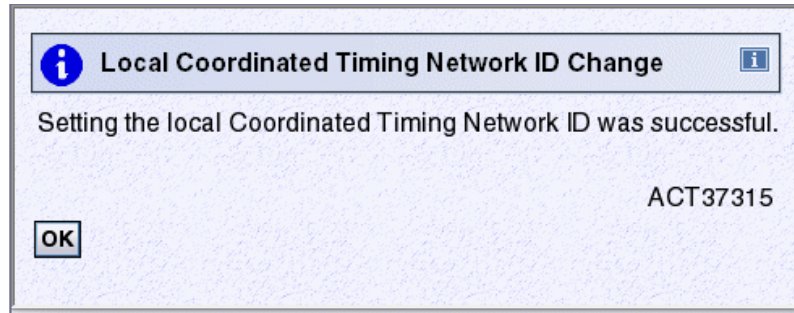 Local Coordinated Timing Network ID Change
Setting the local Coordinated Timing Network ID was successful.
ACT37315
OK